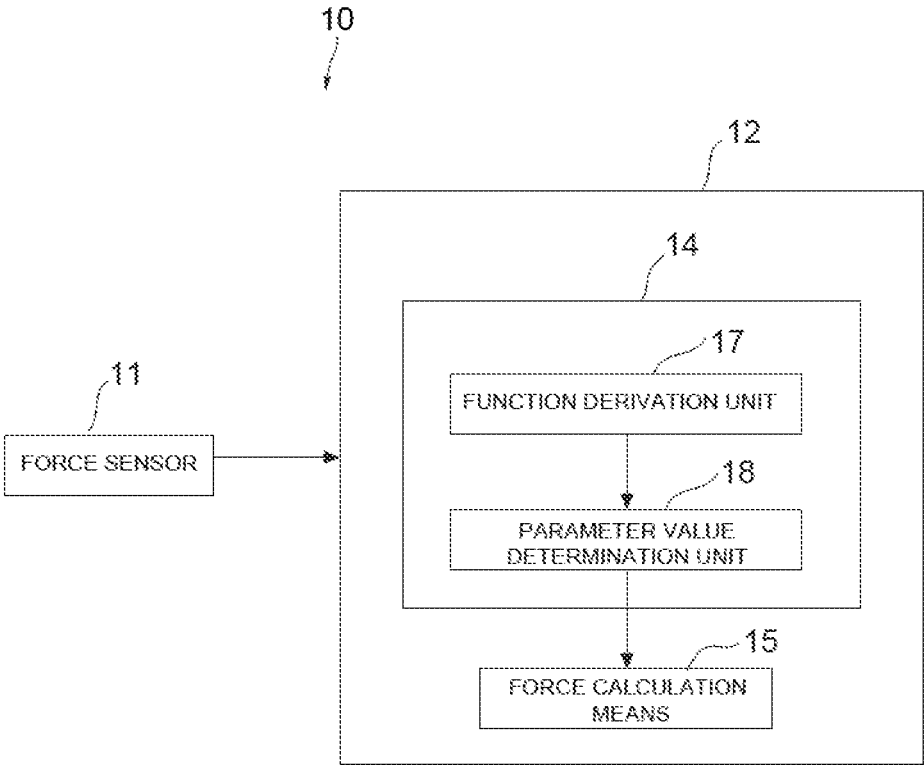 10
12
14
17
FUNCTION DERIVATION UNIT
11
FORCE SENSOR
18
PARAMETER VALUE
DETERMINATION UNIT
15
FORCE CALCULATION
MEANS